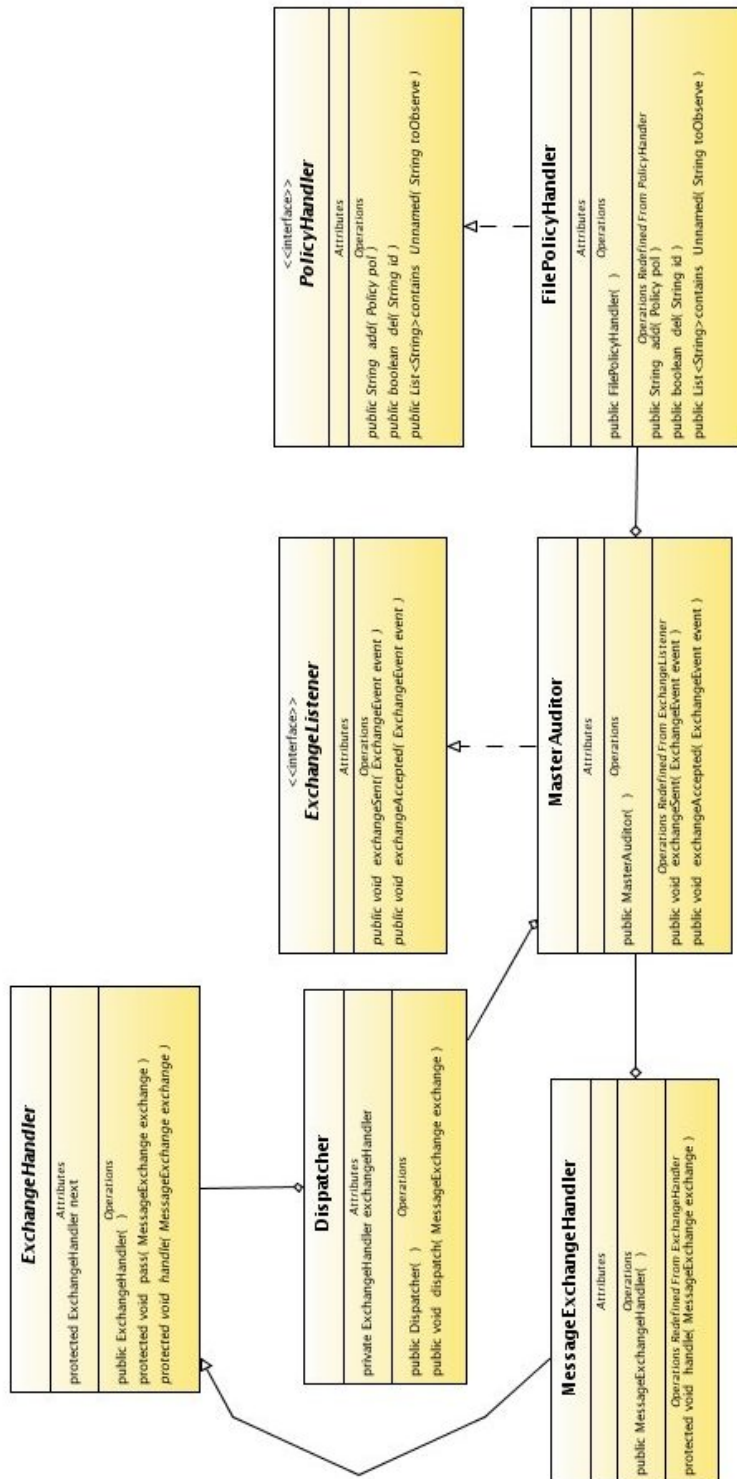 ExchangeHandler
Attributes
protected ExchangeHandler next
Operations
public ExchangeHandler( )
protected void pass( MessageExchange exchange )
protected void handle( MessageExchange exchange )
<<interface>>
ExchangeListener
Attributes
Operations
public void exchangeSent( ExchangeEvent event )
public void exchangeAccepted( ExchangeEvent event )
<<interface>>
PolicyHandler
Attributes
Operations
public String add( Policy pol )
public boolean del( String id )
public List<String>contains Unnamed( String toObserve )
Dispatcher
Attributes
private ExchangeHandler exchangeHandler
Operations
public Dispatcher( )
public void dispatch( MessageExchange exchange )
MessageExchangeHandler
Attributes
Operations
public MessageExchangeHandler( )
Operations Redefined From ExchangeHandler
protected void handle( MessageExchange exchange )
MasterAuditor
Attributes
Operations
public MasterAuditor( )
Operations Redefined From ExchangeListener
public void exchangeSent( ExchangeEvent event )
public void exchangeAccepted( ExchangeEvent event )
FilePolicyHandler
Attributes
Operations
public FilePolicyHandler( )
Operations Redefined From PolicyHandler
public String add( Policy pol )
public boolean del( String id )
public List<String>contains Unnamed( String toObserve )